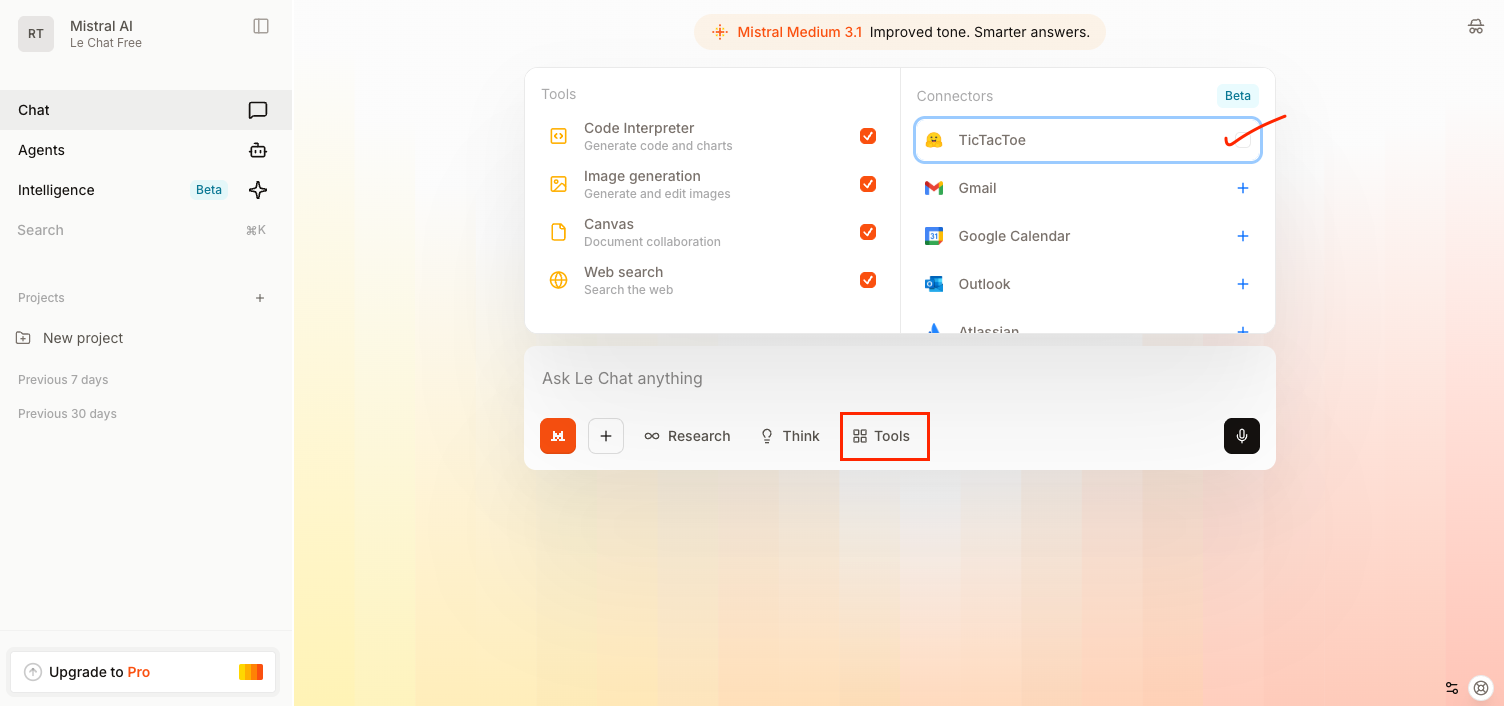 RT
Mistral AI
Le Chat Free
Chat
Agents
Intelligence Beta
Search ⌘K
Projects +
New project
Previous 7 days
Previous 30 days
Upgrade to Pro
Mistral Medium 3.1 Improved tone. Smarter answers.
Tools
Code Interpreter
Generate code and charts
Image generation
Generate and edit images
Canvas
Document collaboration
Web search
Search the web
Connectors Beta
TicTacToe
Gmail
31
Google Calendar
Outlook
Atlassian
Ask Le Chat anything
Research Think Tools